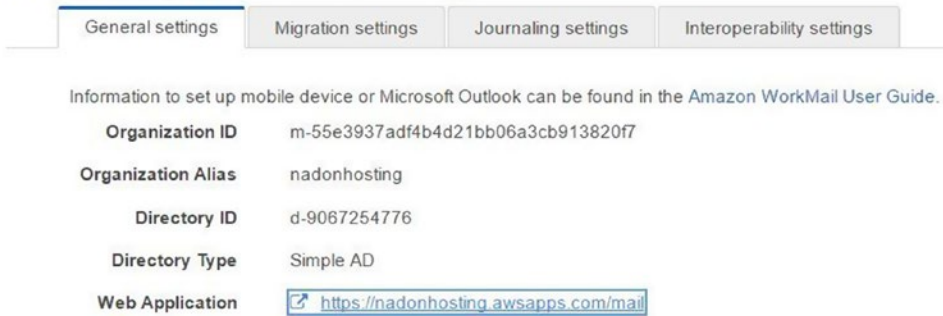 General settings Migration settings Journaling settings Interoperability settings
Information to set up mobile device or Microsoft Outlook can be found in the Amazon WorkMail User Guide.
Organization ID m-55e3937adf4b4d21bb06a3cb913820f7
Organization Alias nadonhosting
Directory ID d-9067254776
Directory Type Simple AD
Web Application https://nadonhosting.awsapps.com/mail